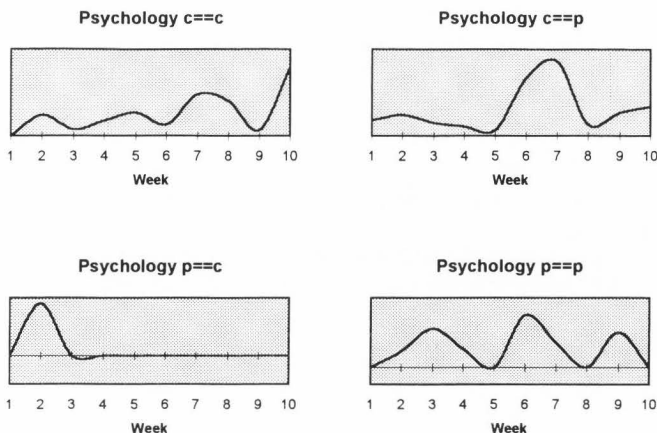 Psychology c==c
1 2 3 4 5 6 7 8 9 10
Week
Psychology c==p
1 2 3 4 5 6 7 8 9 10
Week
Psychology p==c
1 2 3 4 5 6 7 8 9 10
Week
Psychology p==p
1 2 3 4 5 6 7 8 9 10
Week